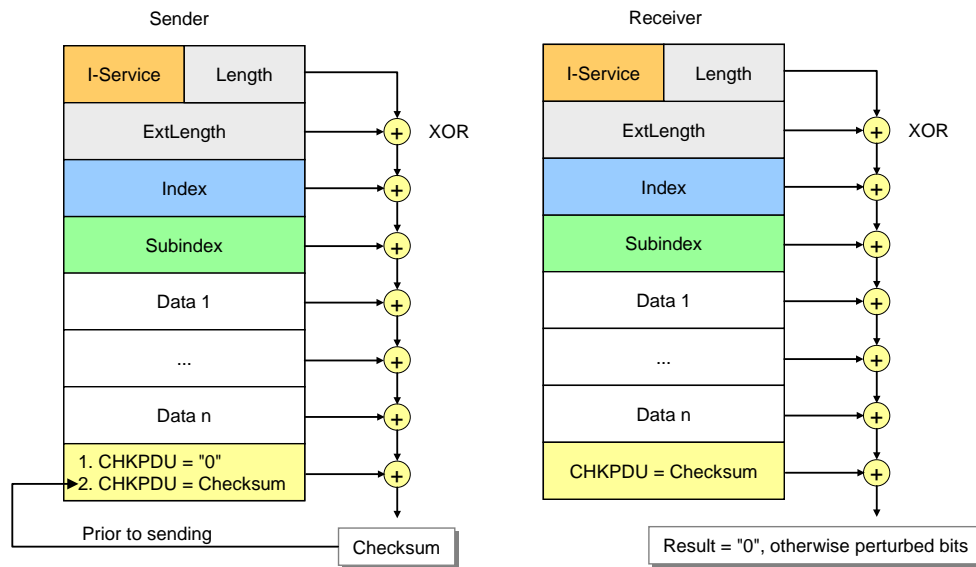 Sender
I-Service
Length
ExtLength
+
XOR
Index
+
Subindex
+
Data 1
+
...
+
Data n
+
1. CHKPDU = "0"
2. CHKPDU = Checksum
+
Prior to sending
Checksum
Receiver
I-Service
Length
ExtLength
+
XOR
Index
+
Subindex
+
Data 1
+
...
+
Data n
+
CHKPDU = Checksum
+
Result = "0", otherwise perturbed bits